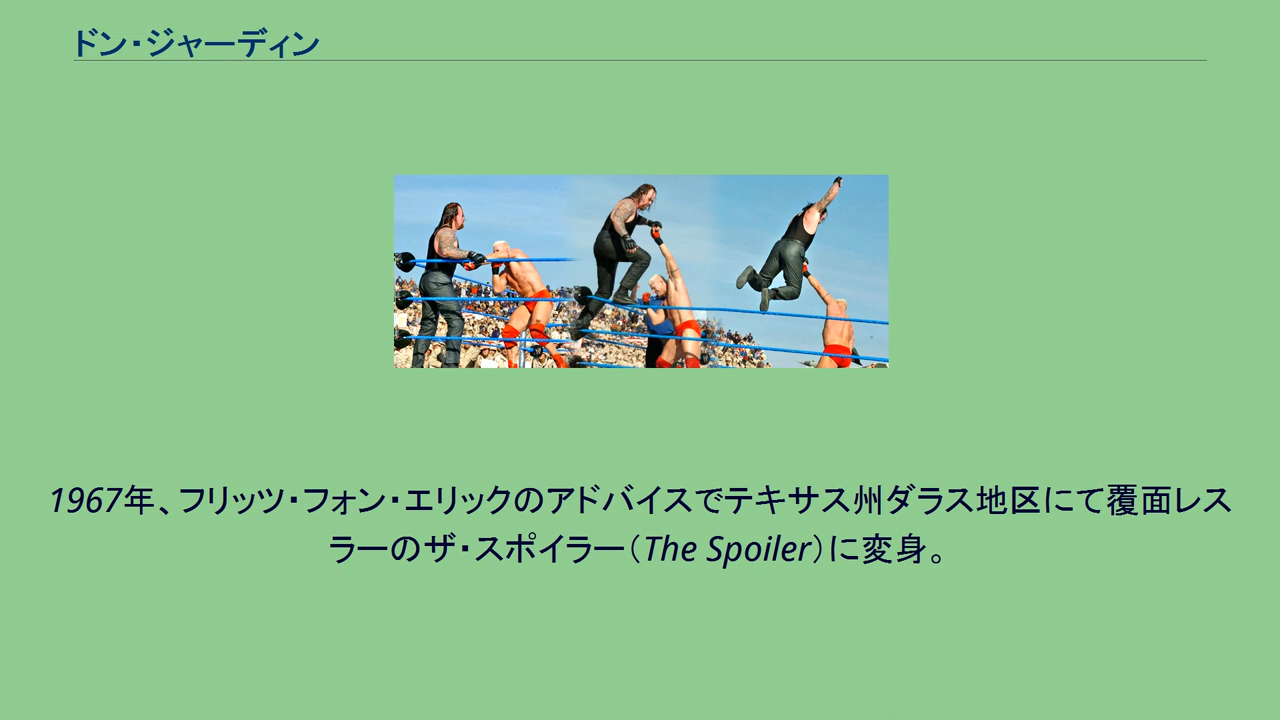 ドン・ジャーディン
1967年、フリッツ・フォン・エリックのアドバイスでテキサス州ダラス地区にて覆面レス
ラーのザ・スポイラー（The Spoiler）に変身。